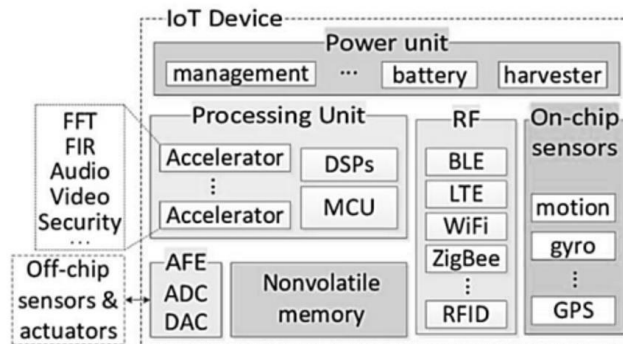 IoT Device
Power unit
management ... battery harvester
FFT
FIR
Audio
Video
Security
...
Processing Unit
Accelerator
⋮
Accelerator
DSPs
MCU
RF
BLE
LTE
WiFi
ZigBee
⋮
RFID
On-chip
sensors
motion
gyro
⋮
GPS
Off-chip
sensors &
actuators
AFE
ADC
DAC
Nonvolatile
memory